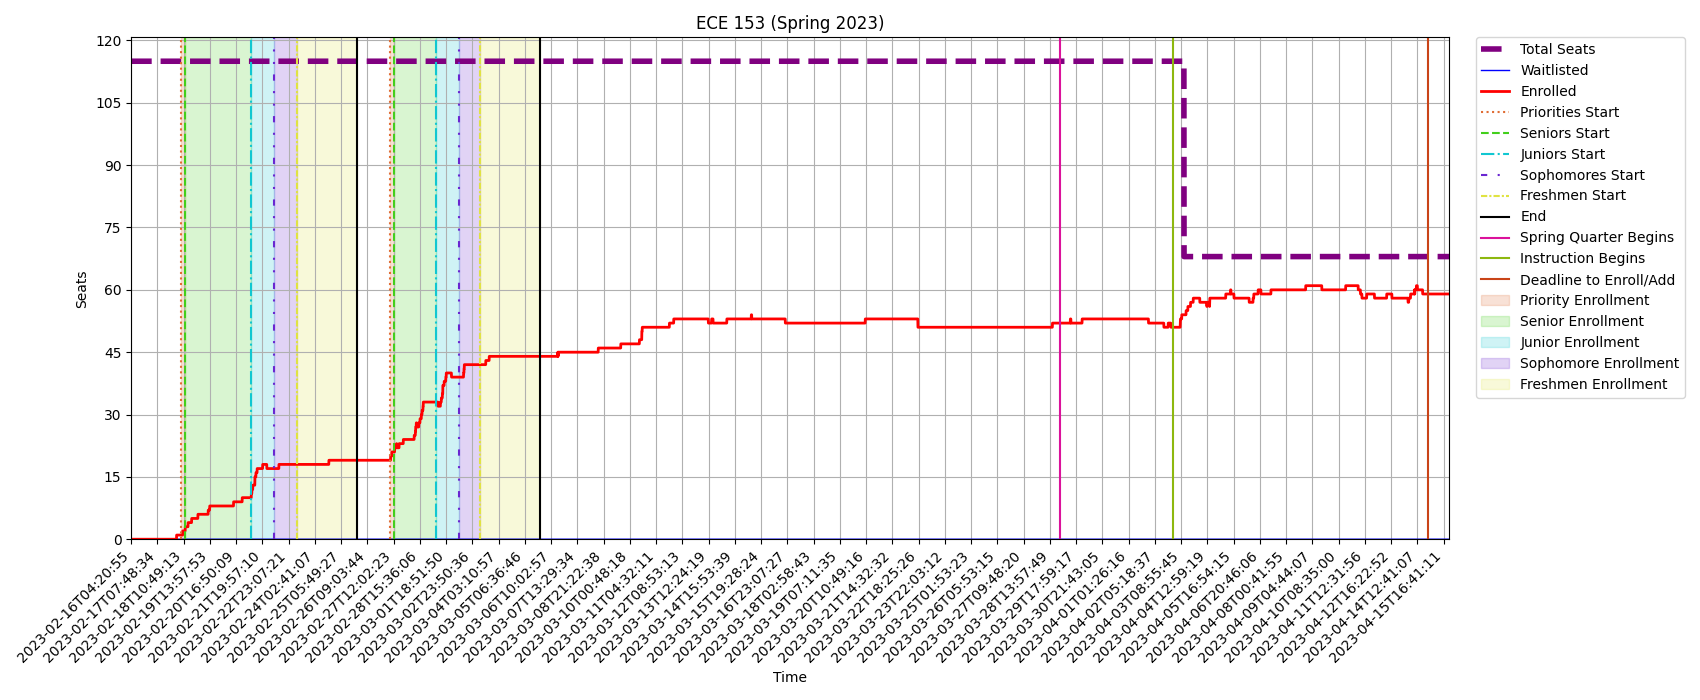 ECE 153 (Spring 2023)
120
105
90
75
60
45
30
15
0
Seats
2023-02-16T04:20:55
2023-02-17T07:48:34
2023-02-18T10:49:13
2023-02-19T13:57:53
2023-02-20T16:50:09
2023-02-21T19:57:10
2023-02-22T23:07:21
2023-02-24T02:41:07
2023-02-25T05:49:27
2023-02-26T09:03:44
2023-02-27T12:02:23
2023-02-28T15:36:06
2023-03-01T18:51:50
2023-03-02T23:50:36
2023-03-04T03:10:57
2023-03-05T06:36:46
2023-03-06T10:02:57
2023-03-07T13:29:34
2023-03-08T21:22:38
2023-03-10T00:48:18
2023-03-11T04:32:11
2023-03-12T08:53:13
2023-03-13T12:24:19
2023-03-14T15:53:39
2023-03-15T19:28:24
2023-03-16T23:07:27
2023-03-18T02:58:43
2023-03-19T07:11:35
2023-03-20T10:49:16
2023-03-21T14:32:32
2023-03-22T18:25:26
2023-03-23T22:03:12
2023-03-25T01:53:23
2023-03-26T05:53:15
2023-03-27T09:48:20
2023-03-28T13:57:49
2023-03-29T17:59:17
2023-03-30T21:43:05
2023-04-01T01:26:16
2023-04-02T05:18:37
2023-04-03T08:55:45
2023-04-04T12:59:19
2023-04-05T16:54:15
2023-04-06T20:46:06
2023-04-08T00:41:55
2023-04-09T04:44:07
2023-04-10T08:35:00
2023-04-11T12:31:56
2023-04-12T16:22:52
2023-04-14T12:41:07
2023-04-15T16:41:11
Time
Total Seats
Waitlisted
Enrolled
Priorities Start
Seniors Start
Juniors Start
Sophomores Start
Freshmen Start
End
Spring Quarter Begins
Instruction Begins
Deadline to Enroll/Add
Priority Enrollment
Senior Enrollment
Junior Enrollment
Sophomore Enrollment
Freshmen Enrollment